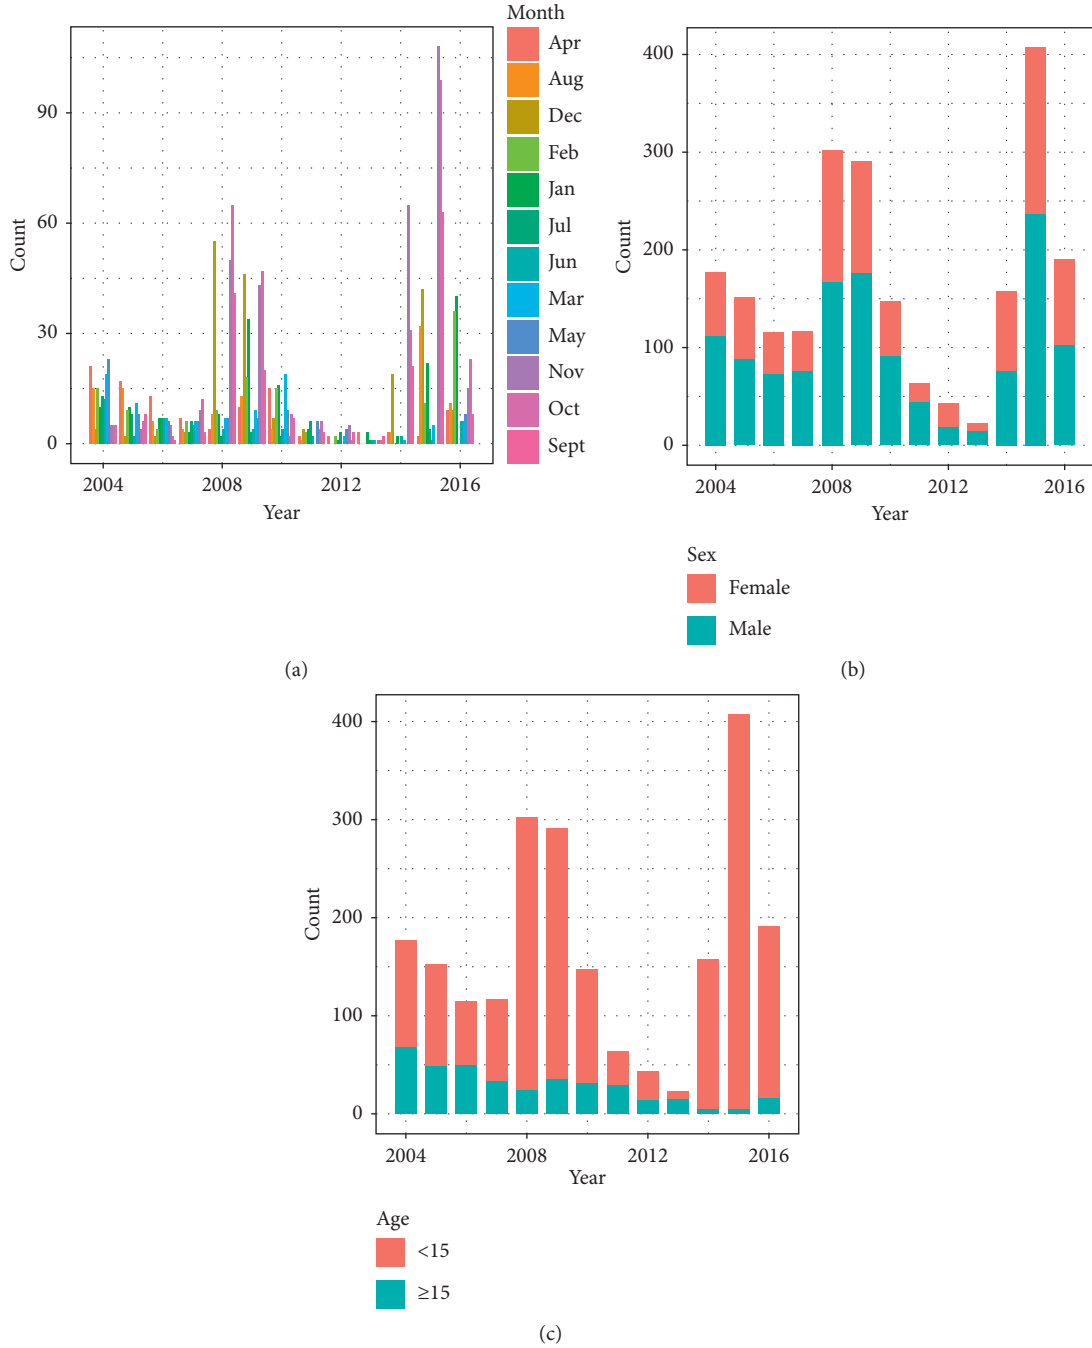 Month
Apr
Aug
Dec
Feb
Jan
Jul
Jun
Mar
May
Nov
Oct
Sept
90
60
30
0
Count
2004 2008 2012 2016
Year
(a)
400
300
200
100
0
Count
2004 2008 2012 2016
Year
Sex
Female
Male
(b)
400
300
200
100
0
Count
2004 2008 2012 2016
Year
Age
<15
≥15
(c)